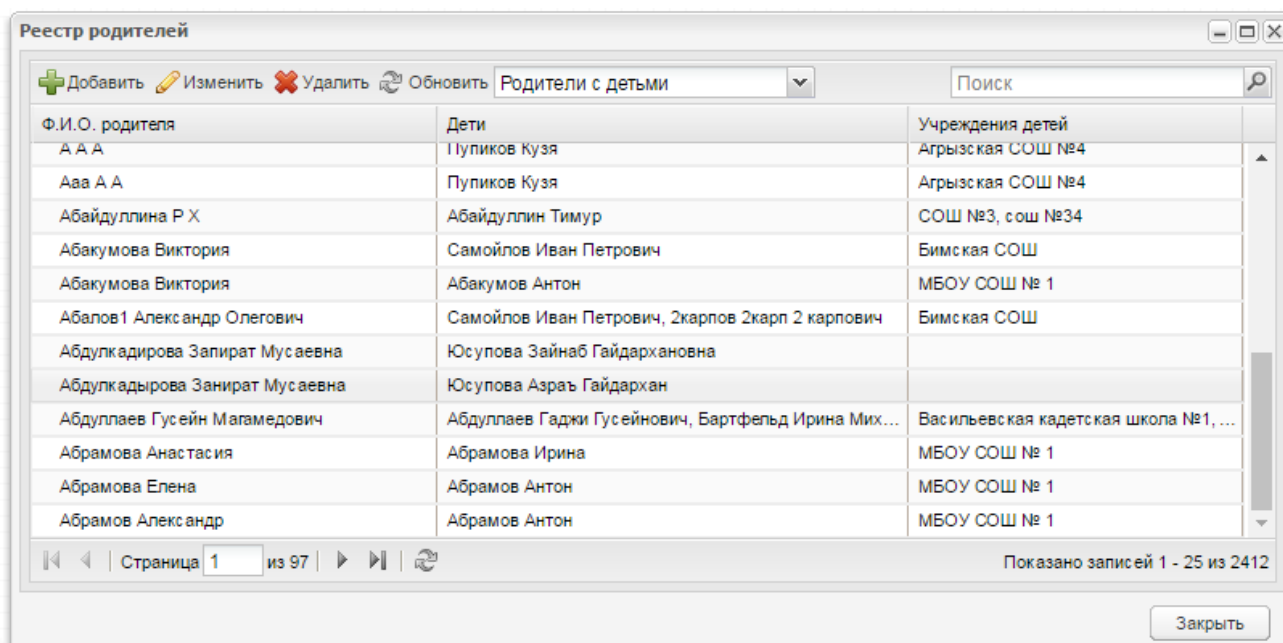 Реестр родителей
Добавить Изменить Удалить Обновить Родители с детьми Поиск
Ф.И.О. родителя Дети Учреждения детей
А А А Пупиков Кузя Агрызская СОШ №4
Ааа А А Пупиков Кузя Агрызская СОШ №4
Абайдуллина Р Х Абайдуллин Тимур СОШ №3, сош №34
Абакумова Виктория Самойлов Иван Петрович Бимская СОШ
Абакумова Виктория Абакумов Антон МБОУ СОШ № 1
Абалов1 Александр Олегович Самойлов Иван Петрович, 2карпов 2карп 2 карпович Бимская СОШ
Абдулкадирова Запират Мусаевна Юсупова Зайнаб Гайдархановна
Абдулкадырова Занират Мусаевна Юсупова Азраъ Гайдархан
Абдуллаев Гусейн Магамедович Абдуллаев Гаджи Гусейнович, Бартфельд Ирина Мих... Васильевская кадетская школа №1, ...
Абрамова Анастасия Абрамова Ирина МБОУ СОШ № 1
Абрамова Елена Абрамов Антон МБОУ СОШ № 1
Абрамов Александр Абрамов Антон МБОУ СОШ № 1
Страница 1 из 97 Показано записей 1 - 25 из 2412
Закрыть